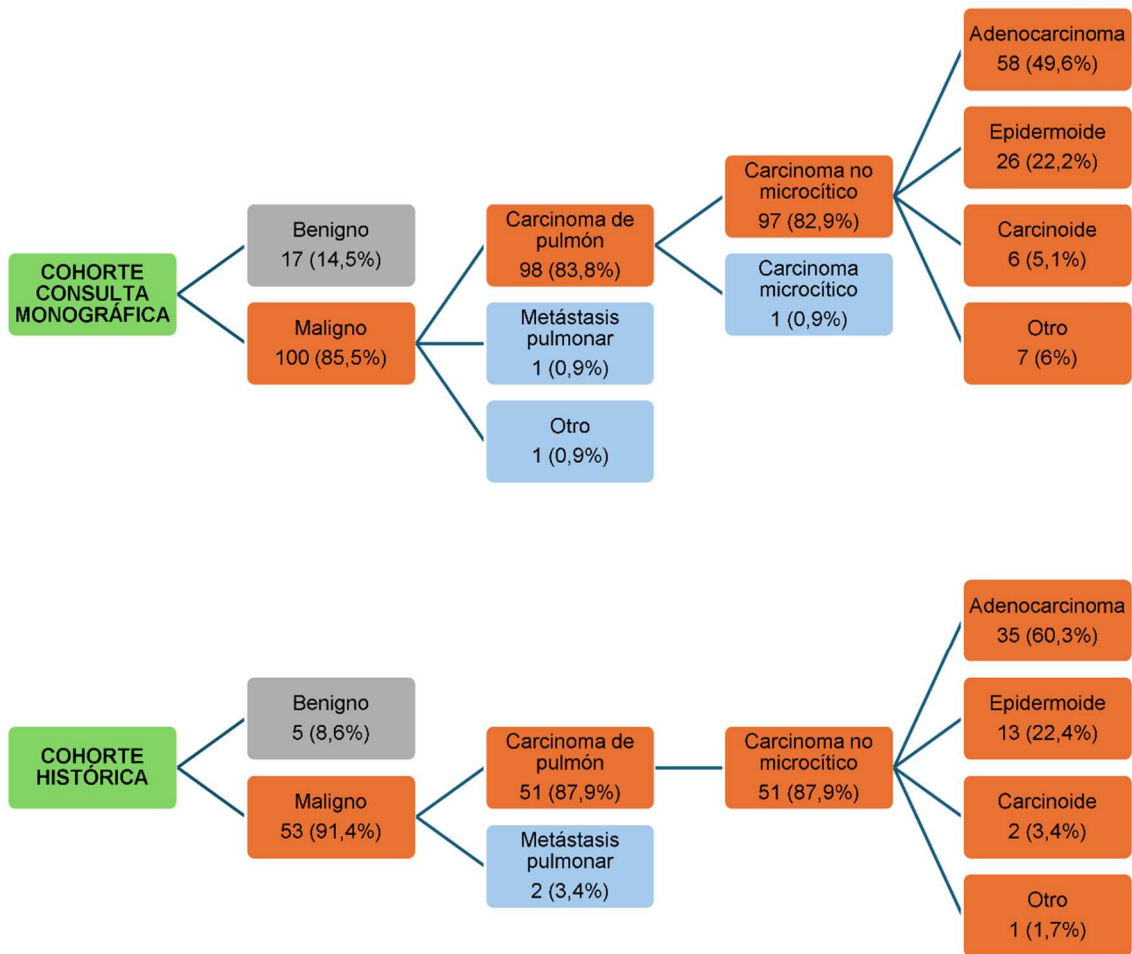 COHORTE
CONSULTA
MONOGRÁFICA
Benigno
17 (14,5%)
Maligno
100 (85,5%)
Carcinoma de
pulmón
98 (83,8%)
Metástasis
pulmonar
1 (0,9%)
Otro
1 (0,9%)
Carcinoma no
microcítico
97 (82,9%)
Carcinoma
microcítico
1 (0,9%)
Adenocarcinoma
58 (49,6%)
Epidermoide
26 (22,2%)
Carcinoide
6 (5,1%)
Otro
7 (6%)
COHORTE
HISTÓRICA
Benigno
5 (8,6%)
Maligno
53 (91,4%)
Carcinoma de
pulmón
51 (87,9%)
Metástasis
pulmonar
2 (3,4%)
Carcinoma no
microcítico
51 (87,9%)
Adenocarcinoma
35 (60,3%)
Epidermoide
13 (22,4%)
Carcinoide
2 (3,4%)
Otro
1 (1,7%)